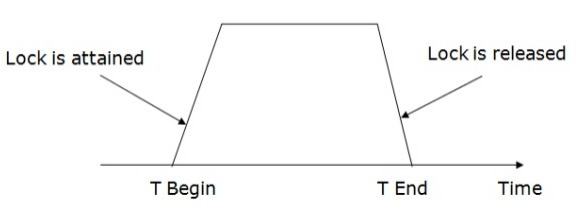 Lock is attained
Lock is released
T Begin
T End
Time